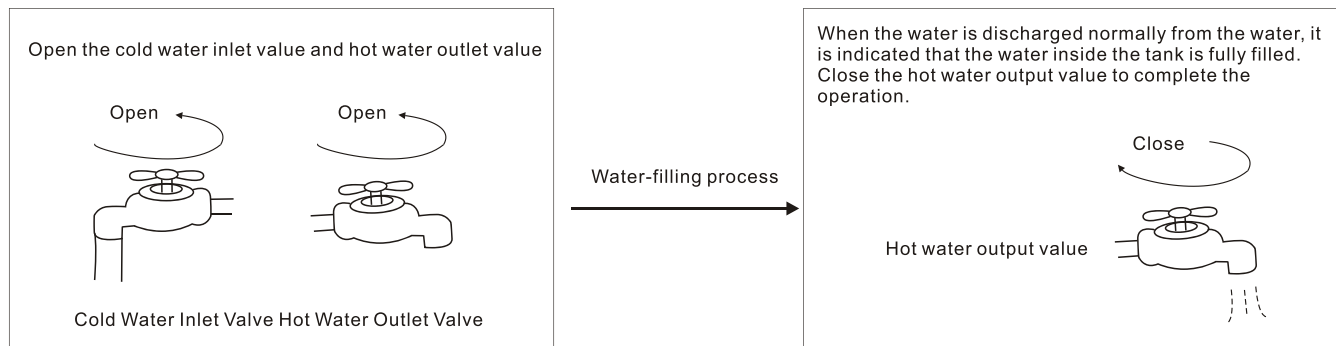 Open the cold water inlet value and hot water outlet value
Open
Open
Cold Water Inlet Valve Hot Water Outlet Valve
Water-filling process
When the water is discharged normally from the water, it
is indicated that the water inside the tank is fully filled.
Close the hot water output value to complete the
operation.
Close
Hot water output value